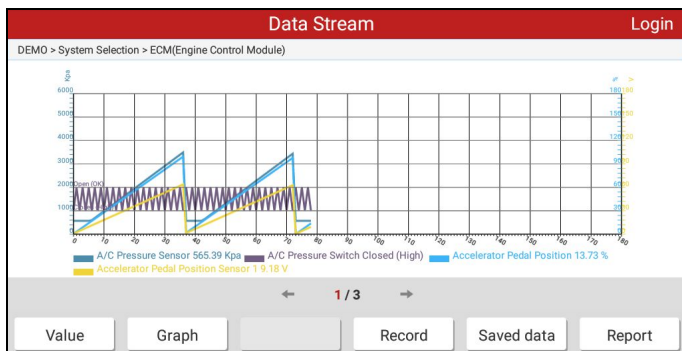 Data Stream
Login
DEMO > System Selection > ECM(Engine Control Module)
Kpa
% V
6000
180 180
5000
4000
3000
2000
Open (OK)
1000
0
0 10 20 30 40 50 60 70 80 90 100 110 120 130 140 150 160 170 180
A/C Pressure Sensor 565.39 Kpa A/C Pressure Switch Closed (High) Accelerator Pedal Position 13.73 %
Accelerator Pedal Position Sensor 1 9.18 V
1 / 3
Value Graph Record Saved data Report